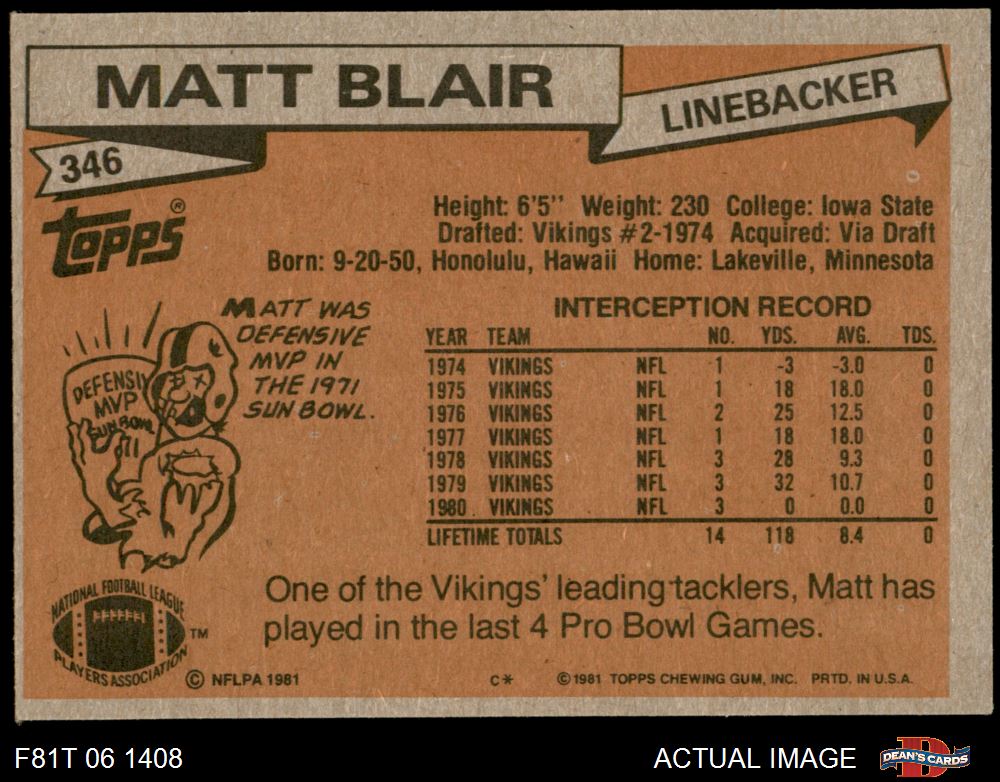 MATT BLAIR
LINEBACKER
346
topps®
Height: 6'5" Weight: 230 College: Iowa State
Drafted: Vikings #2-1974 Acquired: Via Draft
Born: 9-20-50, Honolulu, Hawaii Home: Lakeville, Minnesota
MATT WAS
DEFENSIVE
MVP IN
THE 1971
SUN BOWL.
DEFENSIV
MVP
SUN BOWL
INTERCEPTION RECORD
YEAR TEAM NO. YDS. AVG. TDS.
1974 VIKINGS NFL 1 -3 -3.0 0
1975 VIKINGS NFL 1 18 18.0 0
1976 VIKINGS NFL 2 25 12.5 0
1977 VIKINGS NFL 1 18 18.0 0
1978 VIKINGS NFL 3 28 9.3 0
1979 VIKINGS NFL 3 32 10.7 0
1980 VIKINGS NFL 3 0 0.0 0
LIFETIME TOTALS 14 118 8.4 0
One of the Vikings' leading tacklers, Matt has
played in the last 4 Pro Bowl Games.
NATIONAL FOOTBALL LEAGUE
PLAYERS ASSOCIATION
TM
© NFLPA 1981
C*
© 1981 TOPPS CHEWING GUM, INC. PRTD. IN U.S.A.
F81T 06 1408
ACTUAL IMAGE
DEAN'S CARDS